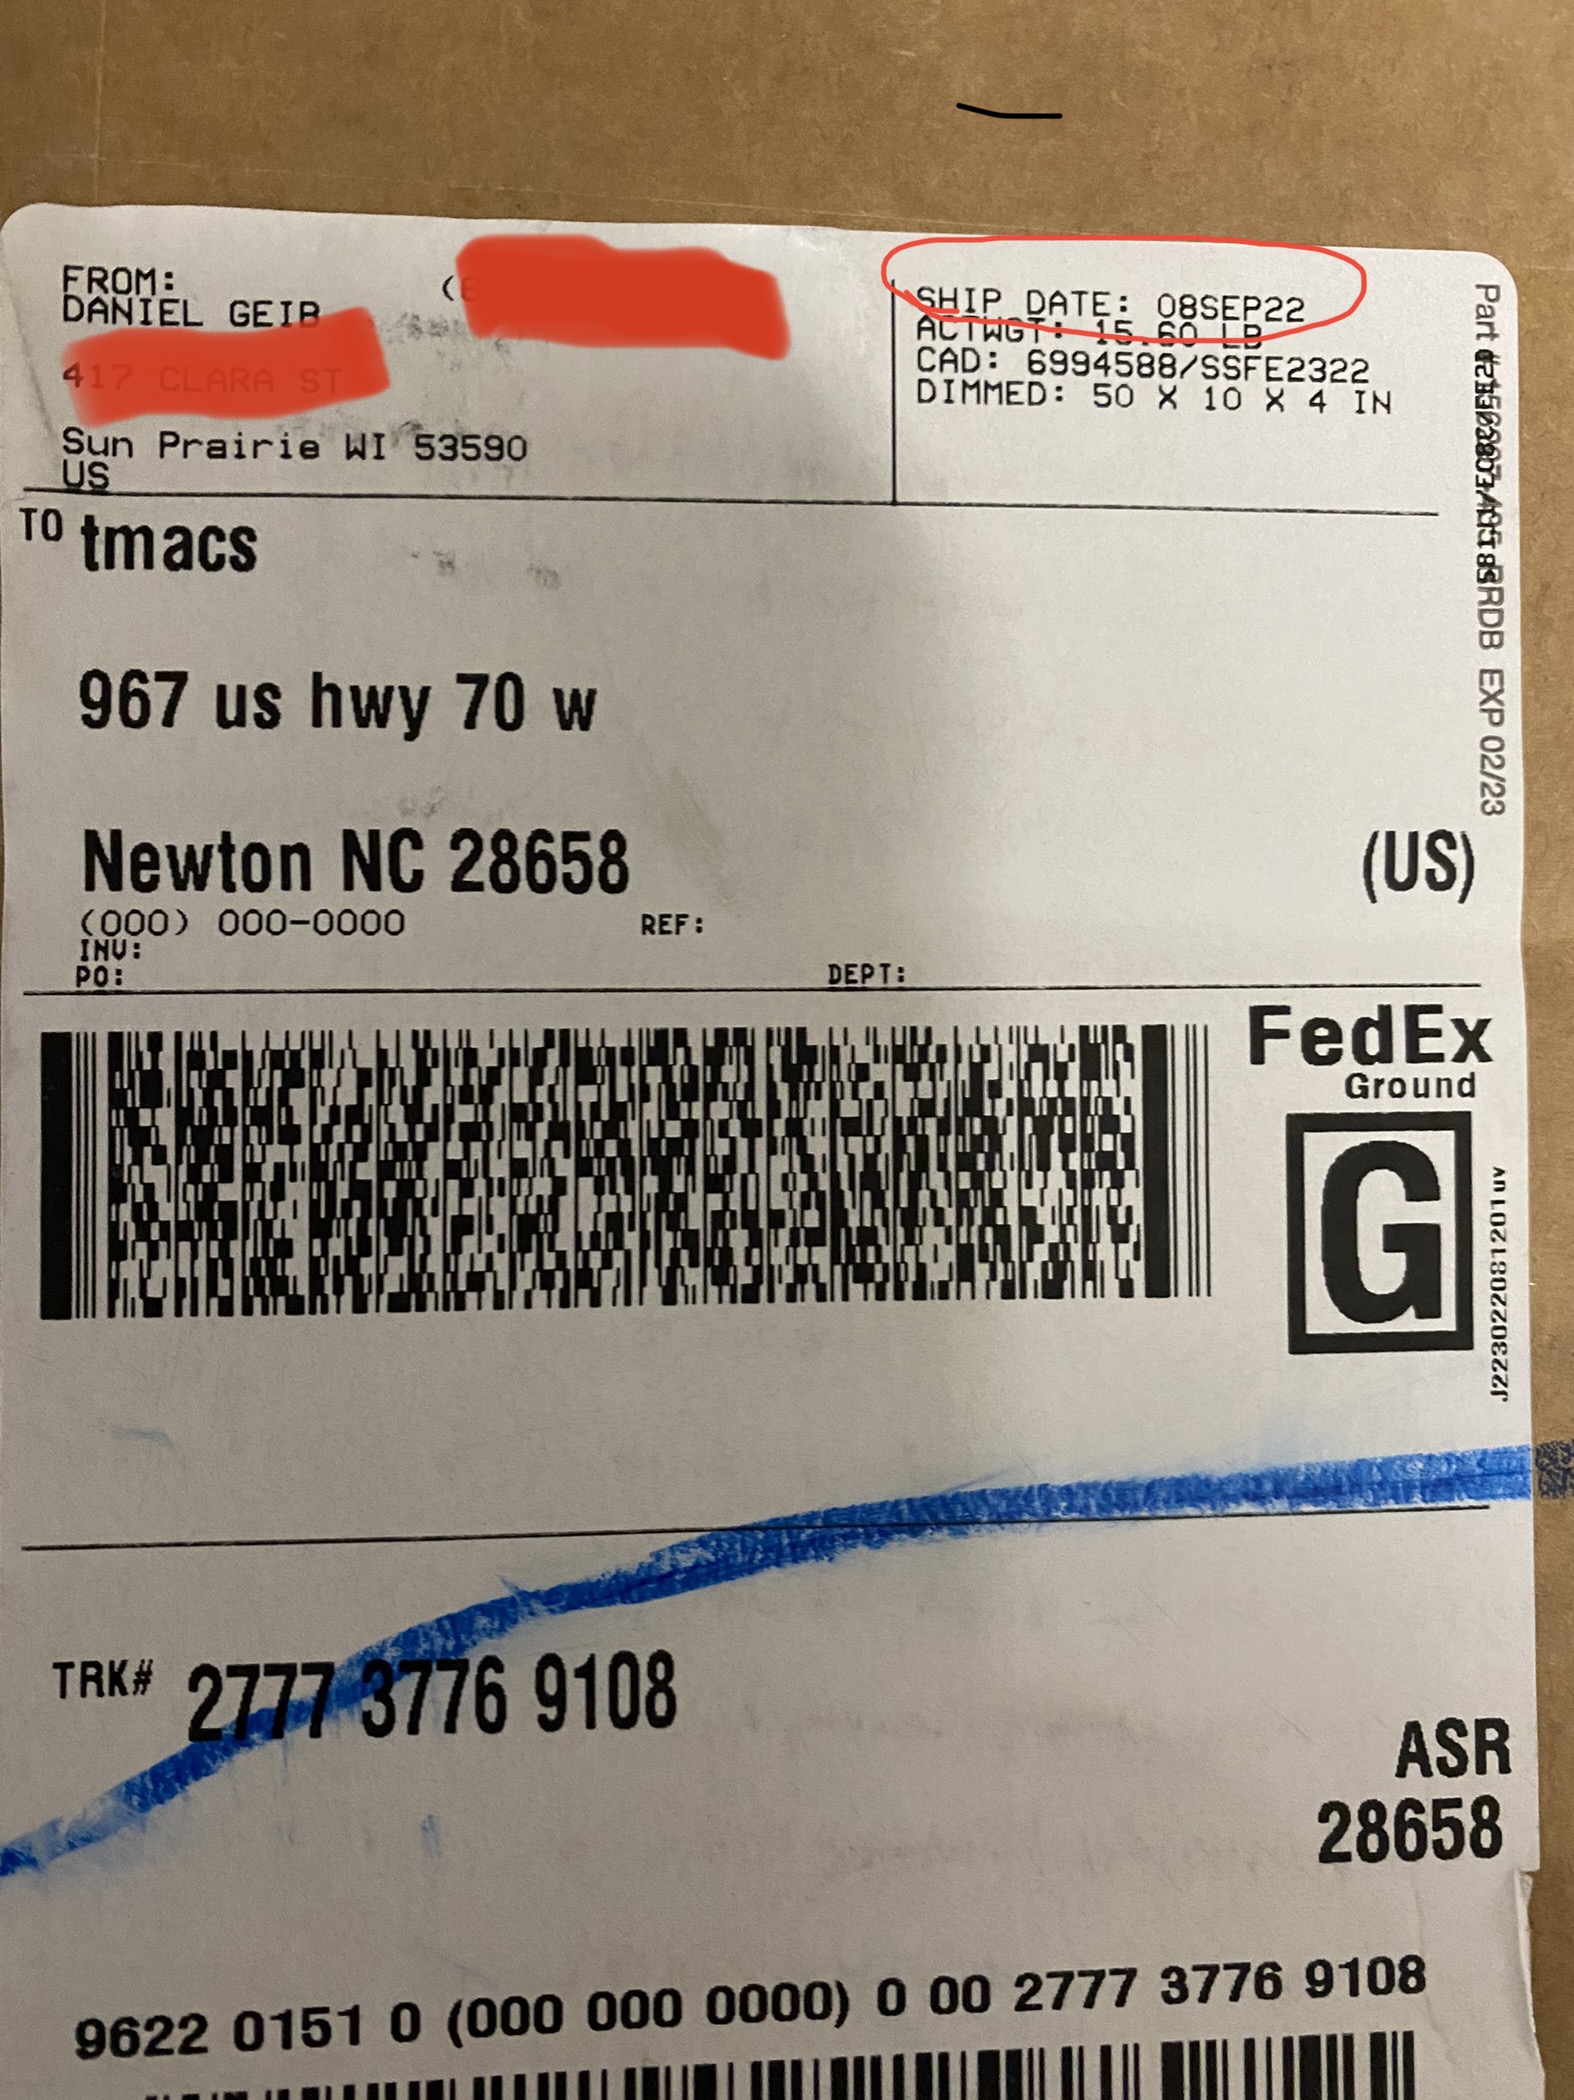 FROM:
DANIEL GEIB
Sun Prairie WI 53590
US
SHIP DATE: 08SEP22
ACTWGT: 15.60 LB
CAD: 6994588/SSFE2322
DIMMED: 50 X 10 X 4 IN
TO tmacs
967 us hwy 70 w
Newton NC 28658
(US)
(000) 000-0000 REF:
INV:
PO: DEPT:
FedEx
Ground
G
TRK# 2777 3776 9108
ASR
28658
9622 0151 0 (000 000 0000) 0 00 2777 3776 9108
Part #
RRDB EXP 02/23